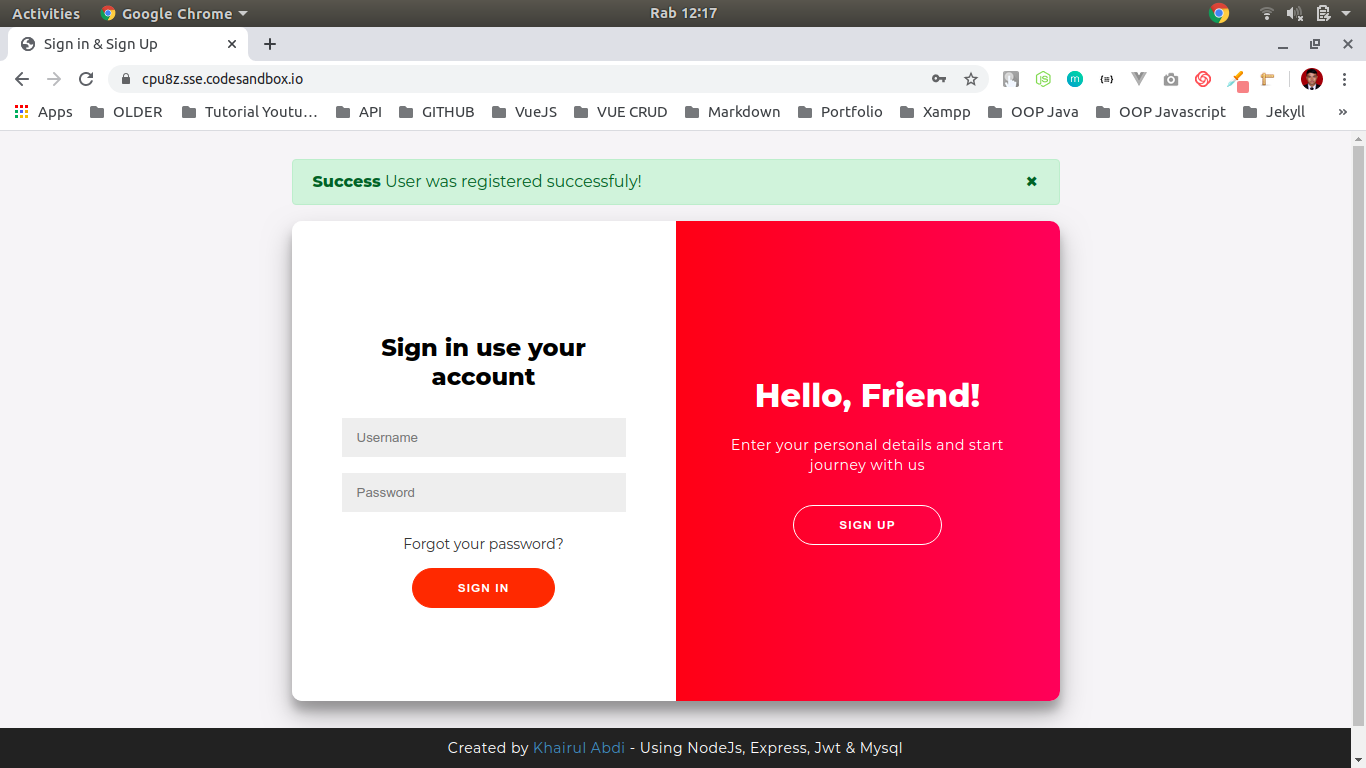 Activities Google Chrome Rab 12:17
Sign in & Sign Up
cpu8z.sse.codesandbox.io
Apps OLDER Tutorial Youtu… API GITHUB VueJS VUE CRUD Markdown Portfolio Xampp OOP Java OOP Javascript Jekyll »
Success User was registered successfuly!
Sign in use your
account
Username
Password
Forgot your password?
SIGN IN
Hello, Friend!
Enter your personal details and start
journey with us
SIGN UP
Created by Khairul Abdi - Using NodeJs, Express, Jwt & Mysql